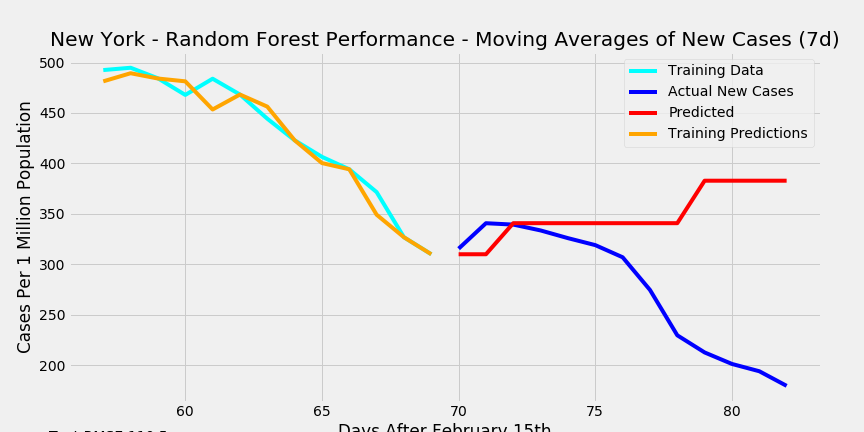 New York - Random Forest Performance - Moving Averages of New Cases (7d)
Training Data
Actual New Cases
Predicted
Training Predictions
Cases Per 1 Million Population
500
450
400
350
300
250
200
60
65
70
75
80
Days After February 15th